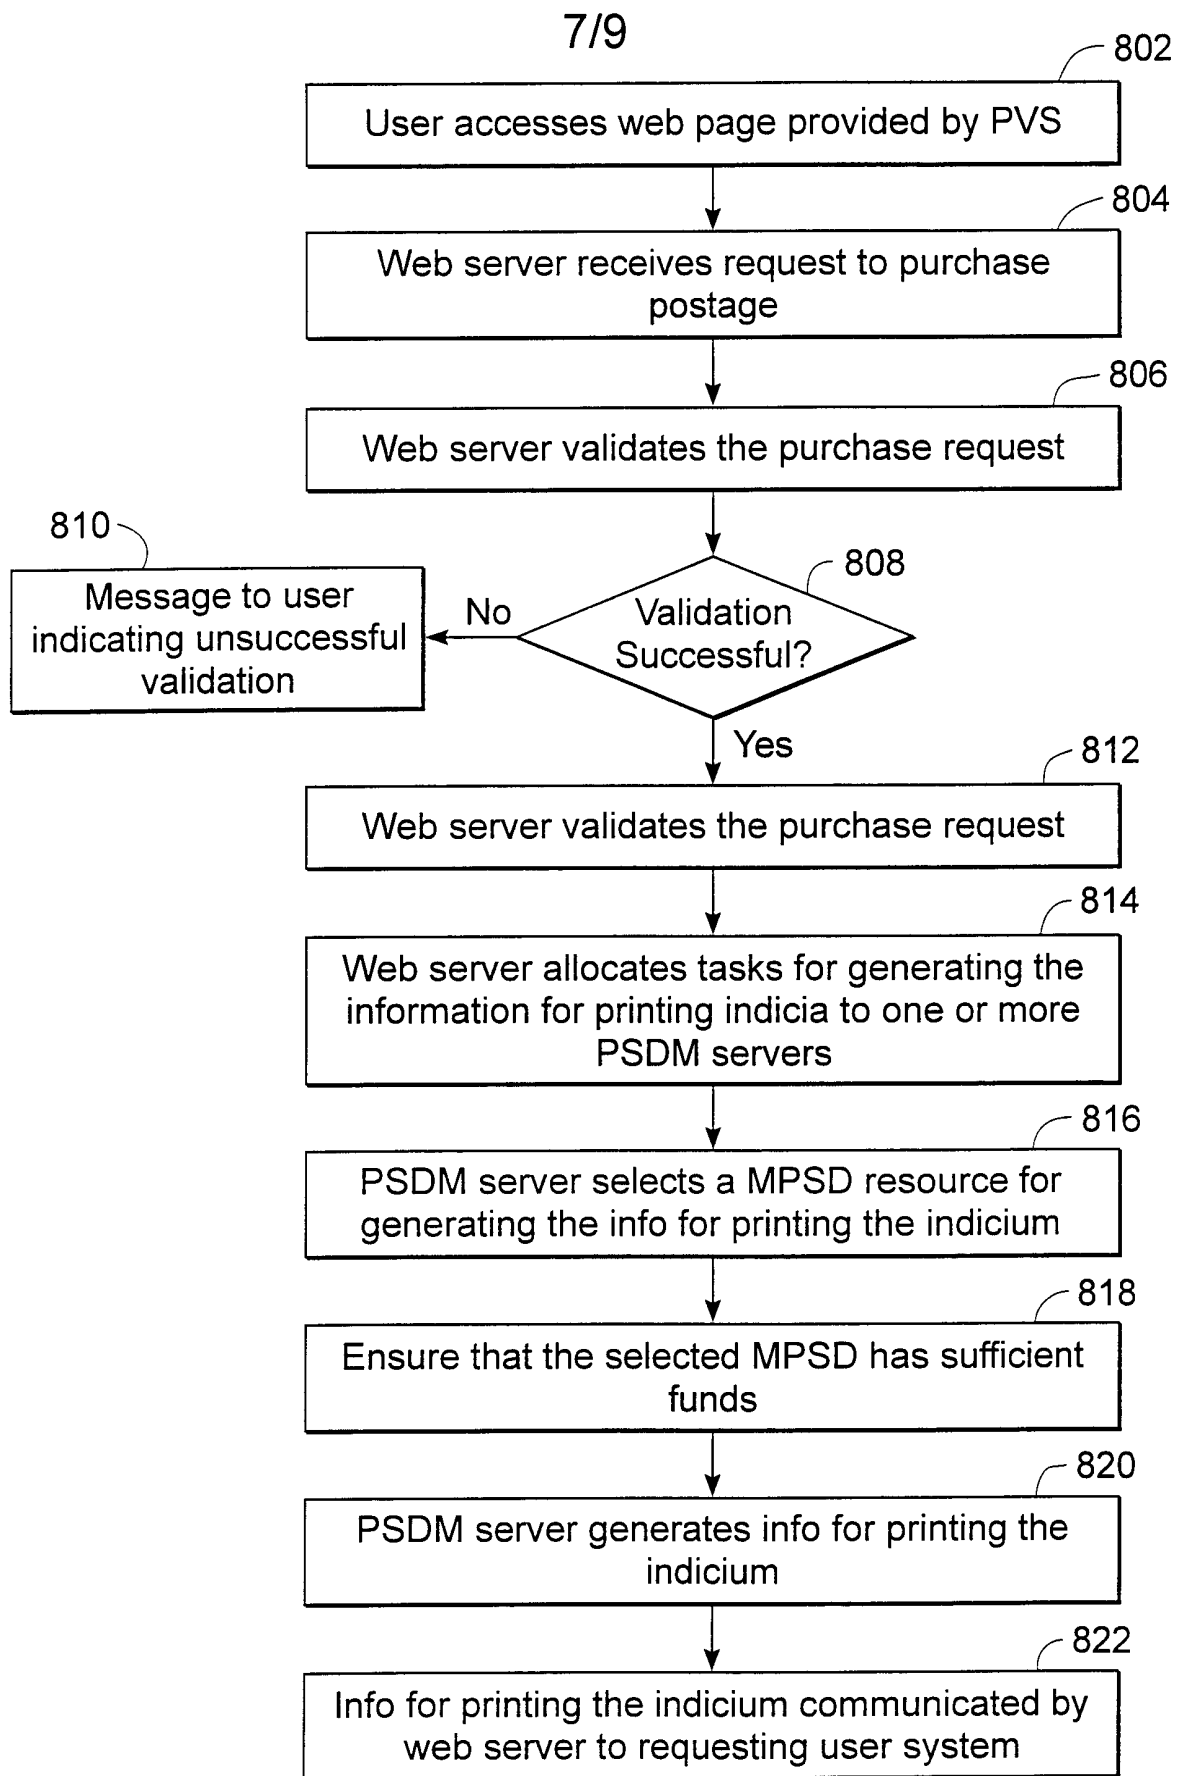 7/9
802
User accesses web page provided by PVS
804
Web server receives request to purchase
postage
806
Web server validates the purchase request
808
Validation
Successful?
No
810
Message to user
indicating unsuccessful
validation
Yes
812
Web server validates the purchase request
814
Web server allocates tasks for generating the
information for printing indicia to one or more
PSDM servers
816
PSDM server selects a MPSD resource for
generating the info for printing the indicium
818
Ensure that the selected MPSD has sufficient
funds
820
PSDM server generates info for printing the
indicium
822
Info for printing the indicium communicated by
web server to requesting user system